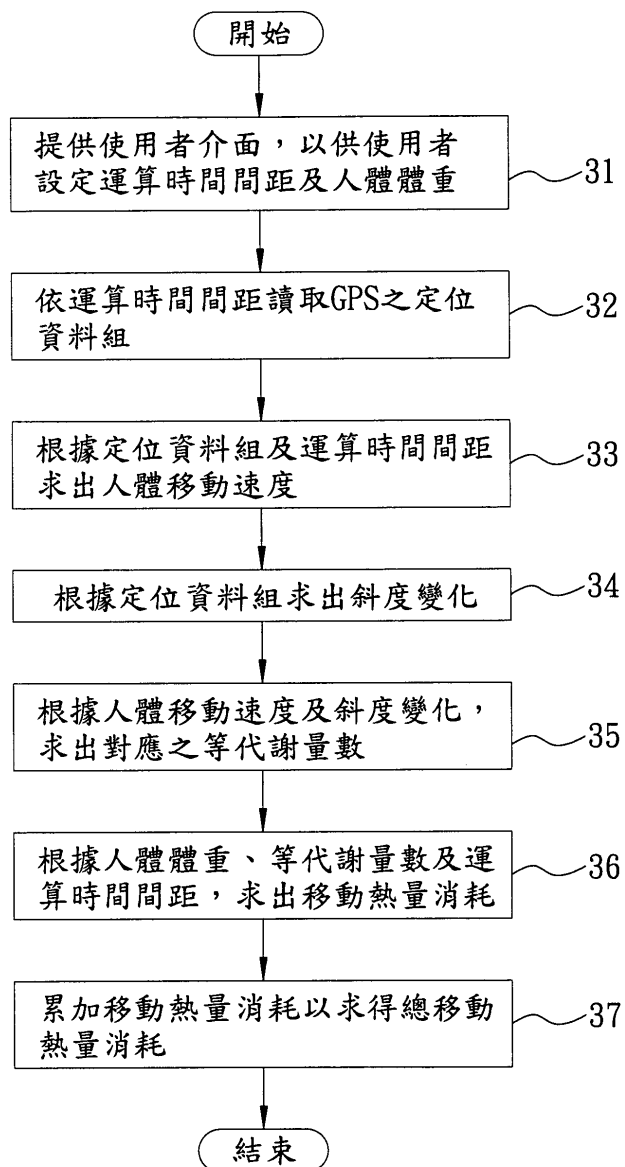 開始
提供使用者介面，以供使用者
設定運算時間間距及人體體重
31
依運算時間間距讀取GPS之定位
資料組
32
根據定位資料組及運算時間間距
求出人體移動速度
33
根據定位資料組求出斜度變化
34
根據人體移動速度及斜度變化，
求出對應之等代謝量數
35
根據人體體重、等代謝量數及運
算時間間距，求出移動熱量消耗
36
累加移動熱量消耗以求得總移動
熱量消耗
37
結束